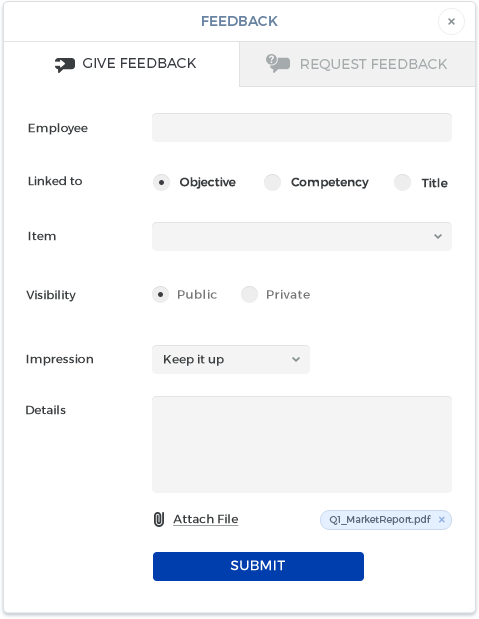 FEEDBACK ×
GIVE FEEDBACK REQUEST FEEDBACK
Employee
Linked to Objective Competency Title
Item
Visibility Public Private
Impression Keep it up
Details
Attach File Q1_MarketReport.pdf ×
SUBMIT